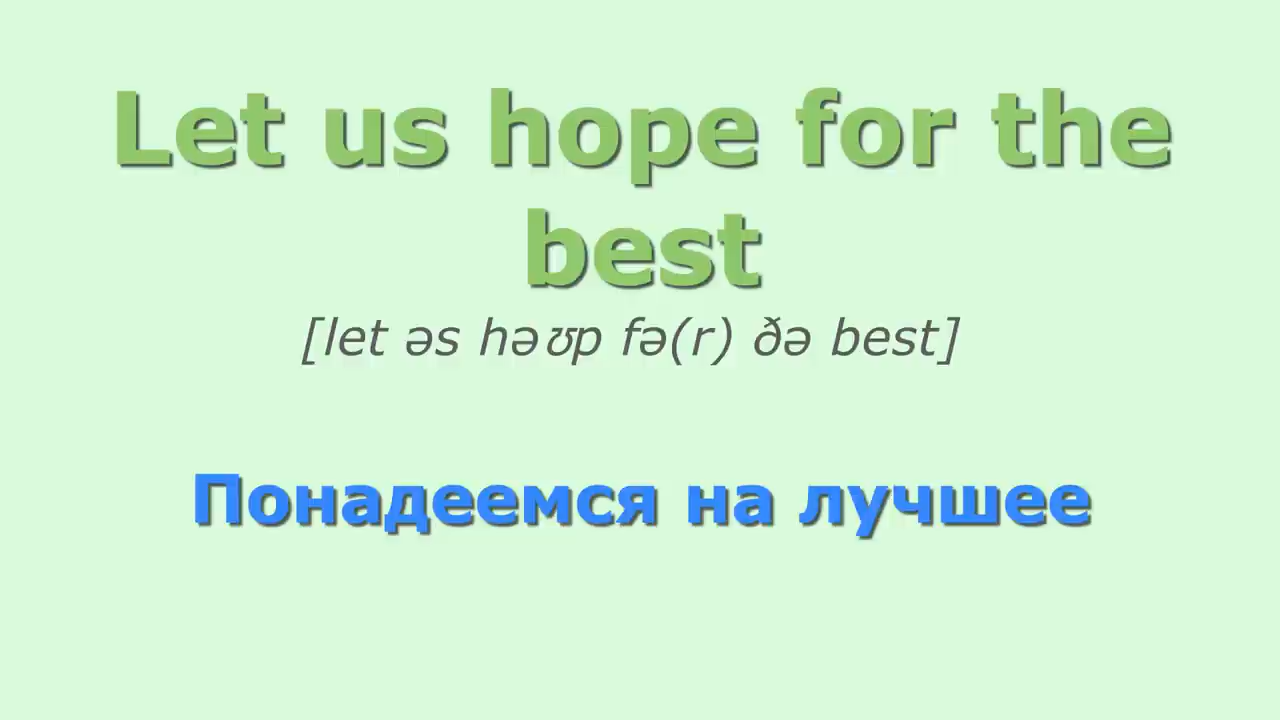 Let us hope for the
best
[let əs həʊp fə(r) ðə best]
Понадеемся на лучшее